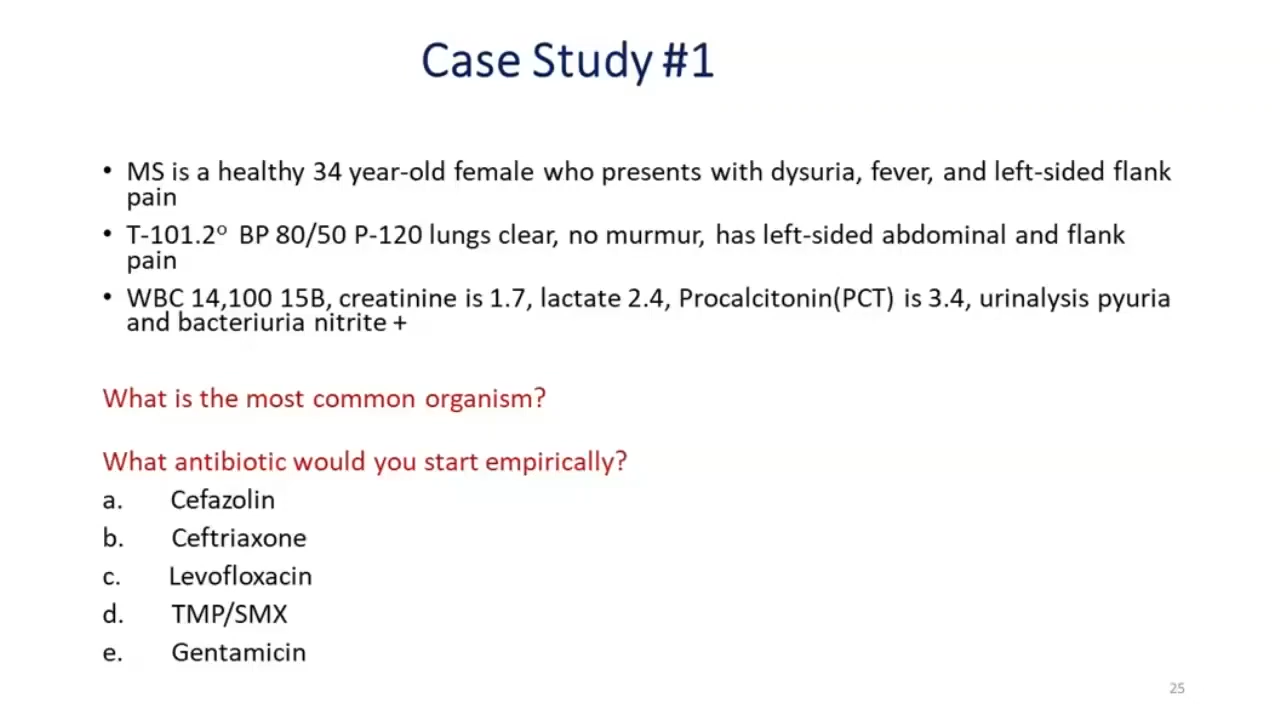 Case Study #1
• MS is a healthy 34 year-old female who presents with dysuria, fever, and left-sided flank
pain
• T-101.2º BP 80/50 P-120 lungs clear, no murmur, has left-sided abdominal and flank
pain
• WBC 14,100 15B, creatinine is 1.7, lactate 2.4, Procalcitonin(PCT) is 3.4, urinalysis pyuria
and bacteriuria nitrite +
What is the most common organism?
What antibiotic would you start empirically?
a. Cefazolin
b. Ceftriaxone
c. Levofloxacin
d. TMP/SMX
e. Gentamicin
25